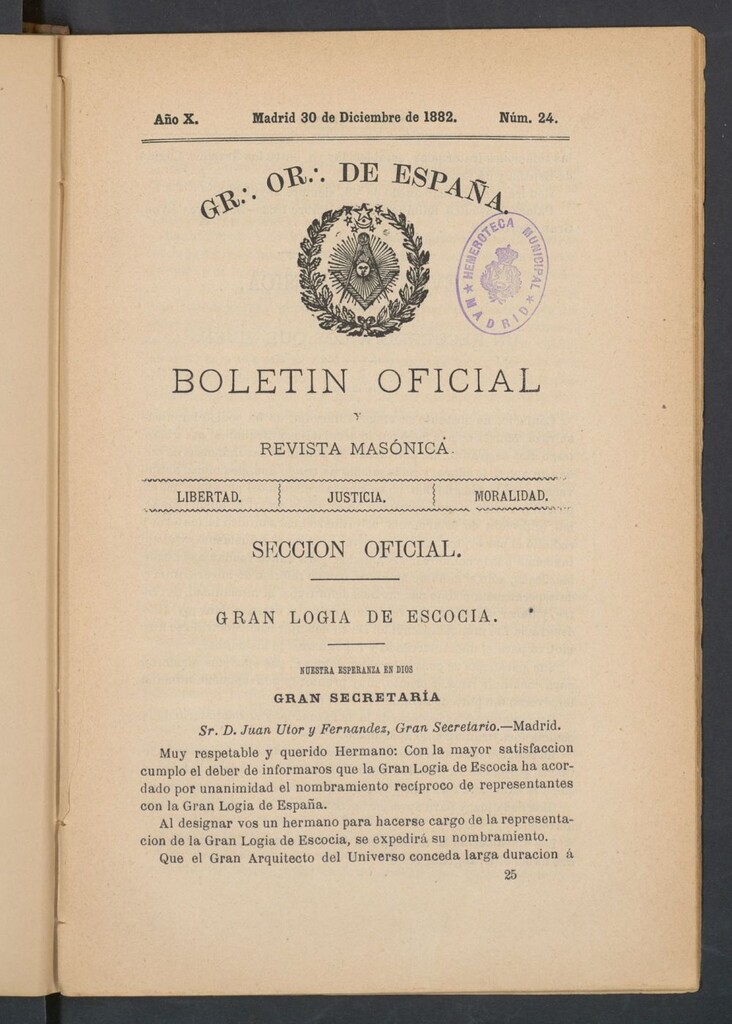 Año X. Madrid 30 de Diciembre de 1882. Núm. 24.
GR.·. OR.·. DE ESPAÑA.
HEMEROTECA MUNICIPAL
★ MADRID ★
BOLETIN OFICIAL
Y
REVISTA MASÓNICA.
LIBERTAD. JUSTICIA. MORALIDAD.
SECCION OFICIAL.
GRAN LOGIA DE ESCOCIA.
NUESTRA ESPERANZA EN DIOS
GRAN SECRETARÍA
Sr. D. Juan Utor y Fernandez, Gran Secretario.—Madrid.
Muy respetable y querido Hermano: Con la mayor satisfaccion
cumplo el deber de informaros que la Gran Logia de Escocia ha acor-
dado por unanimidad el nombramiento recíproco de representantes
con la Gran Logia de España.
Al designar vos un hermano para hacerse cargo de la representa-
cion de la Gran Logia de Escocia, se expedirá su nombramiento.
Que el Gran Arquitecto del Universo conceda larga duracion á
25